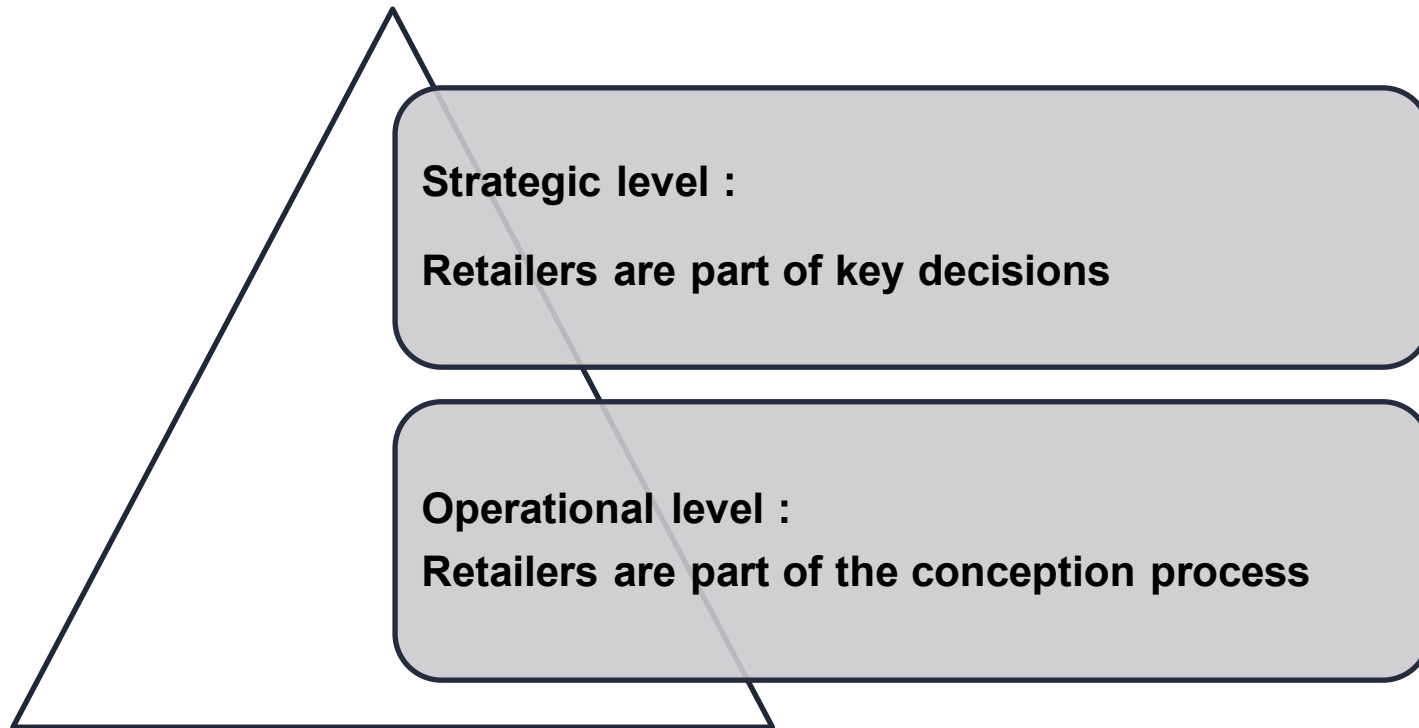 Strategic level :
Retailers are part of key decisions
Operational level :
Retailers are part of the conception process